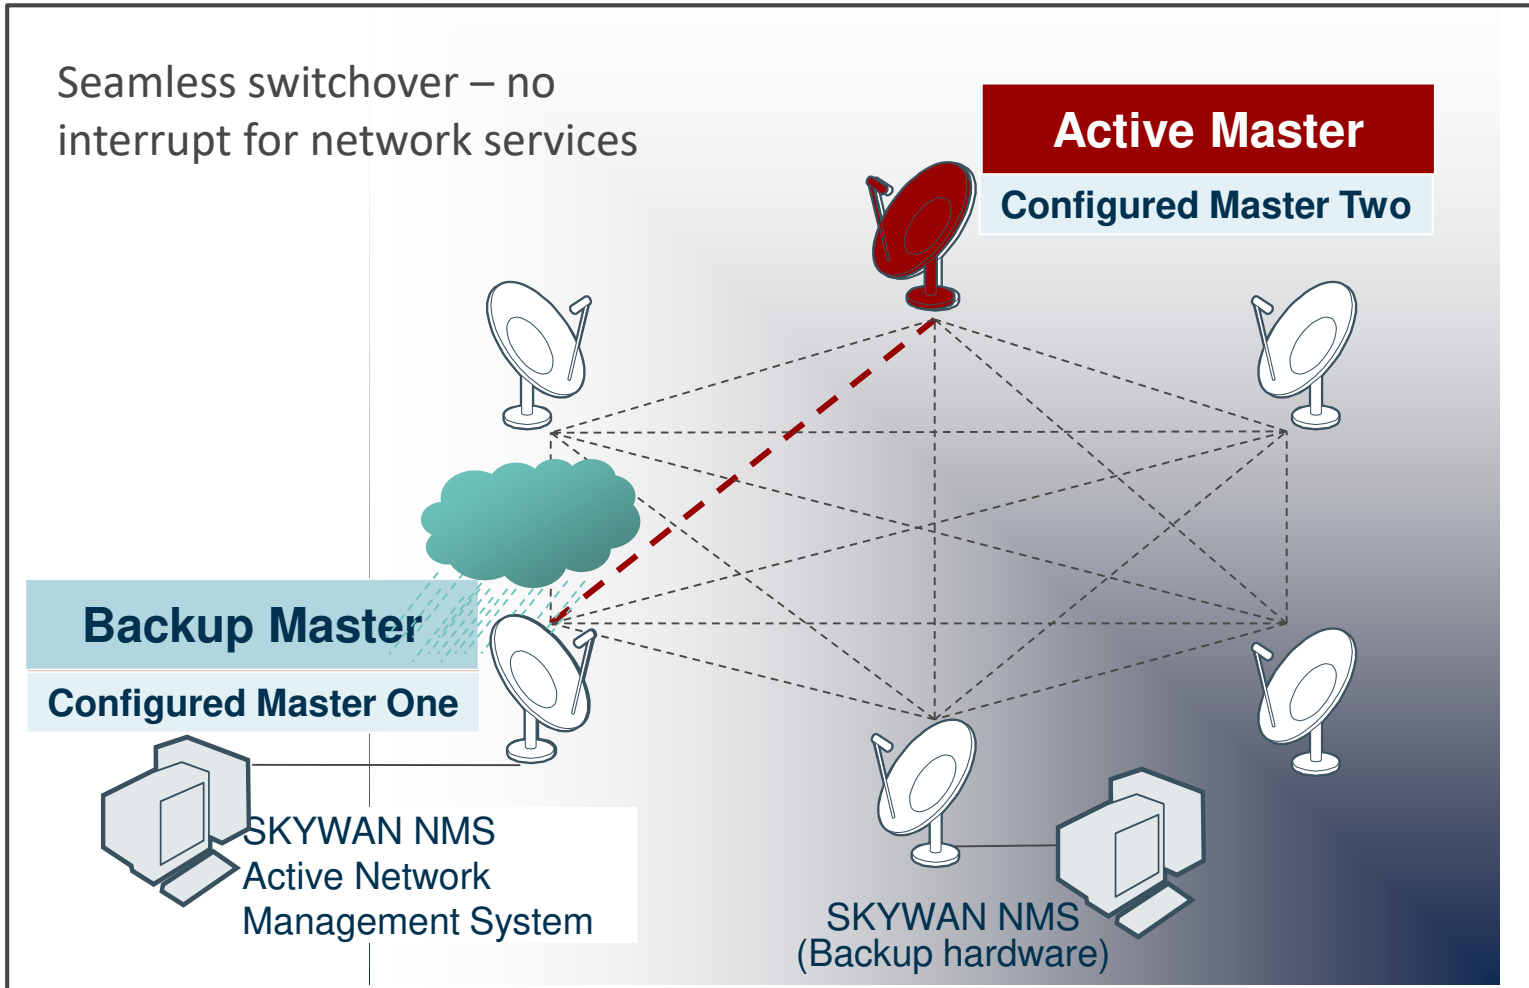 Seamless switchover – no
interrupt for network services
Active Master
Configured Master Two
Backup Master
Configured Master One
SKYWAN NMS
Active Network
Management System
SKYWAN NMS
(Backup hardware)